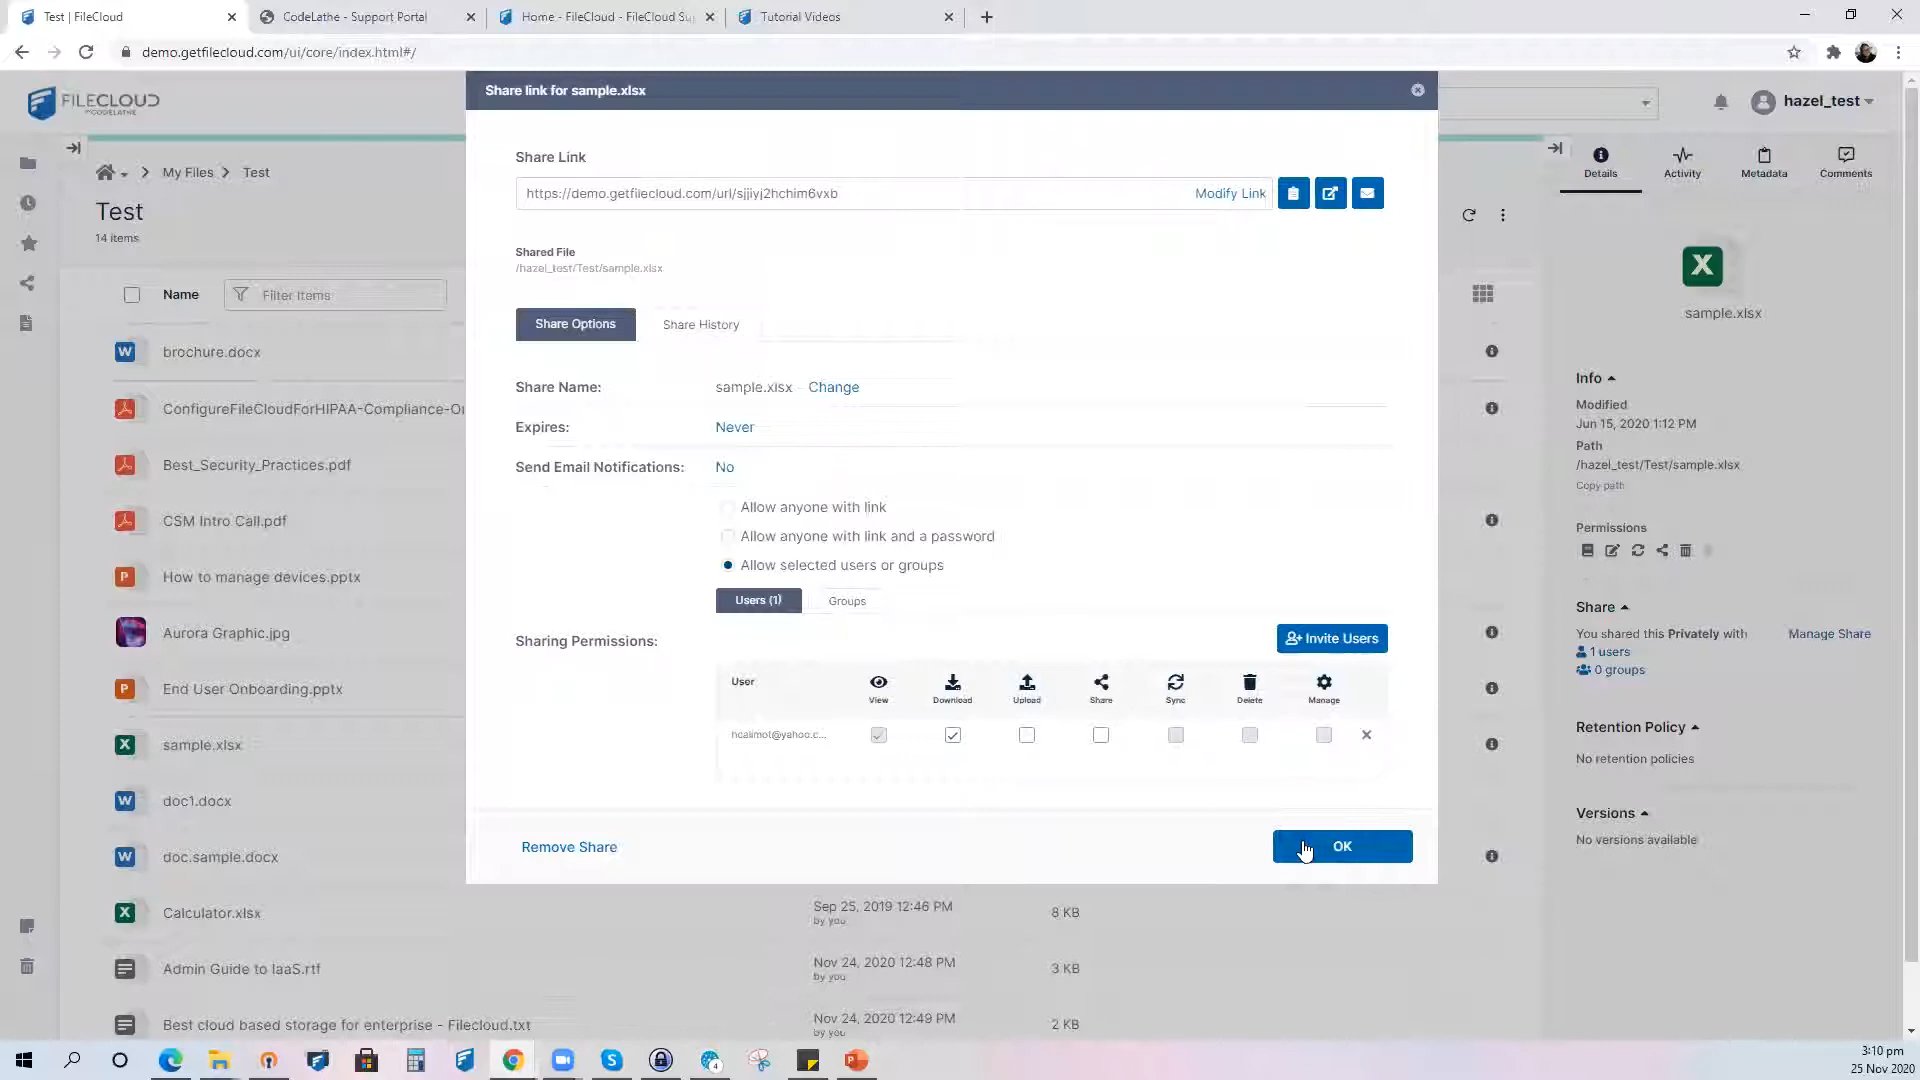 Test | FileCloud
CodeLathe - Support Portal
Home - FileCloud - FileCloud Su
Tutorial Videos
demo.getfilecloud.com/ui/core/index.html#/
FILECLOUD
BY CODELATHE
Share link for sample.xlsx
hazel_test
My Files
Test
Test
14 items
Name
Filter Items
brochure.docx
ConfigureFileCloudForHIPAA-Compliance-On
Best_Security_Practices.pdf
CSM Intro Call.pdf
How to manage devices.pptx
Aurora Graphic.jpg
End User Onboarding.pptx
sample.xlsx
doc1.docx
doc.sample.docx
Calculator.xlsx
Sep 25, 2019 12:46 PM
by you
8 KB
Admin Guide to IaaS.rtf
Nov 24, 2020 12:48 PM
by you
3 KB
Best cloud based storage for enterprise - Filecloud.txt
Nov 24, 2020 12:49 PM
by you
2 KB
Share Link
https://demo.getfilecloud.com/url/sjjiyj2hchim6vxb
Modify Link
Shared File
/hazel_test/Test/sample.xlsx
Share Options
Share History
Share Name:
sample.xlsx
Change
Expires:
Never
Send Email Notifications:
No
Allow anyone with link
Allow anyone with link and a password
Allow selected users or groups
Users (1)
Groups
Sharing Permissions:
Invite Users
User
View
Download
Upload
Share
Sync
Delete
Manage
hcalimot@yahoo.c...
Remove Share
OK
Details
Activity
Metadata
Comments
X
sample.xlsx
Info
Modified
Jun 15, 2020 1:12 PM
Path
/hazel_test/Test/sample.xlsx
Copy path
Permissions
Share
You shared this Privately with
Manage Share
1 users
0 groups
Retention Policy
No retention policies
Versions
No versions available
3:10 pm
25 Nov 2020